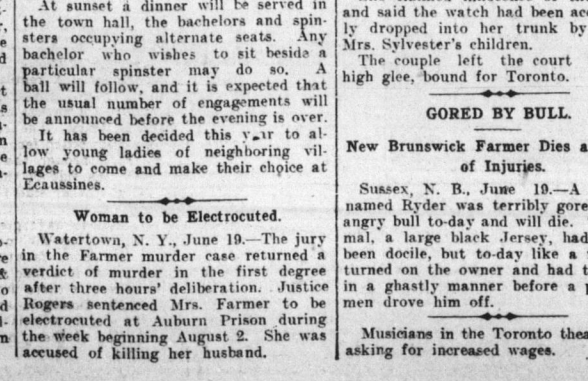 At sunset a dinner will be served in
the town hall, the bachelors and spin-
sters occupying alternate seats. Any
bachelor who wishes to sit beside a
particular spinster may do so. A
ball will follow, and it is expected that
the usual number of engagements will
be announced before the evening is over.
It has been decided this year to al-
low young ladies of neighboring vil-
lages to come and make their choice at
Ecaussines.
Woman to be Electrocuted.
Watertown, N. Y., June 19.—The jury
in the Farmer murder case returned a
verdict of murder in the first degree
after three hours' deliberation. Justice
Rogers sentenced Mrs. Farmer to be
electrocuted at Auburn Prison during
the week beginning August 2. She was
accused of killing her husband.
and said the watch had been ac
ly dropped into her trunk by
Mrs. Sylvester's children.
The couple left the court
high glee, bound for Toronto.
GORED BY BULL.
New Brunswick Farmer Dies a
of Injuries.
Sussex, N. B., June 19.—A
named Ryder was terribly gore
angry bull to-day and will die.
mal, a large black Jersey, had
been docile, but to-day like a
turned on the owner and had
in a ghastly manner before a
men drove him off.
Musicians in the Toronto thea
asking for increased wages.